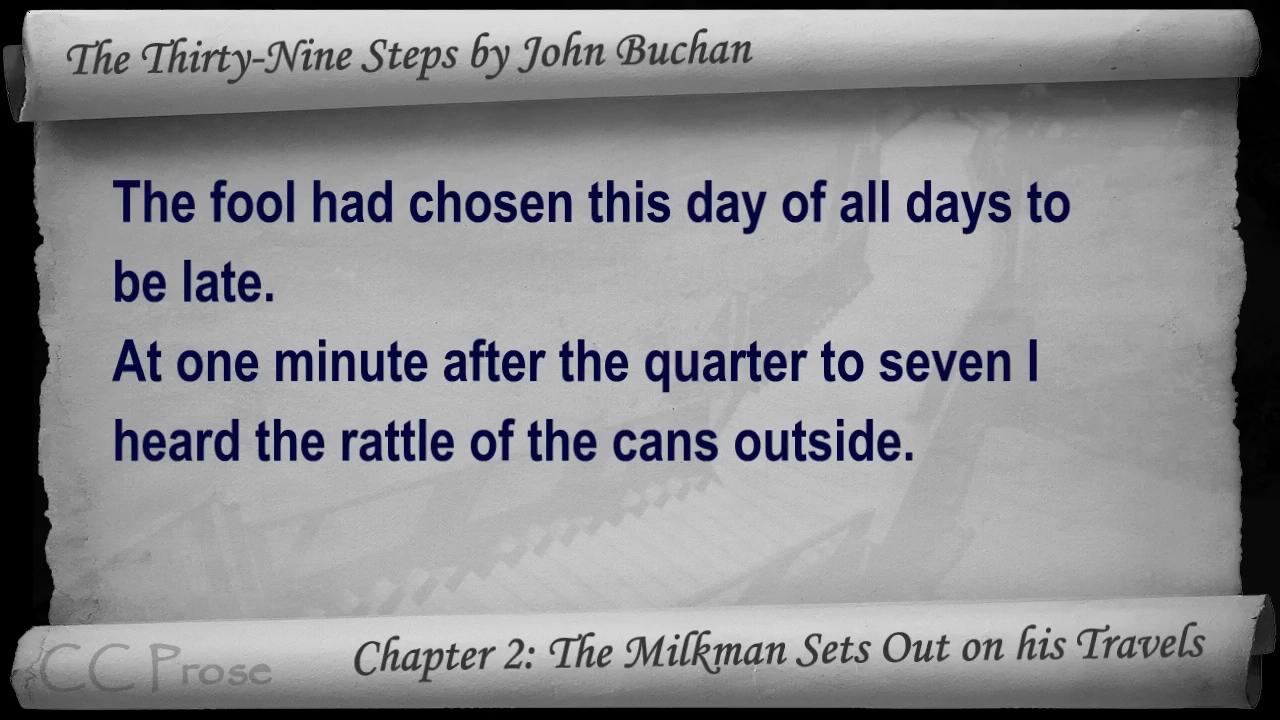 The Thirty-Nine Steps by John Buchan
The fool had chosen this day of all days to
be late.
At one minute after the quarter to seven I
heard the rattle of the cans outside.
CC Prose
Chapter 2: The Milkman Sets Out on his Travels